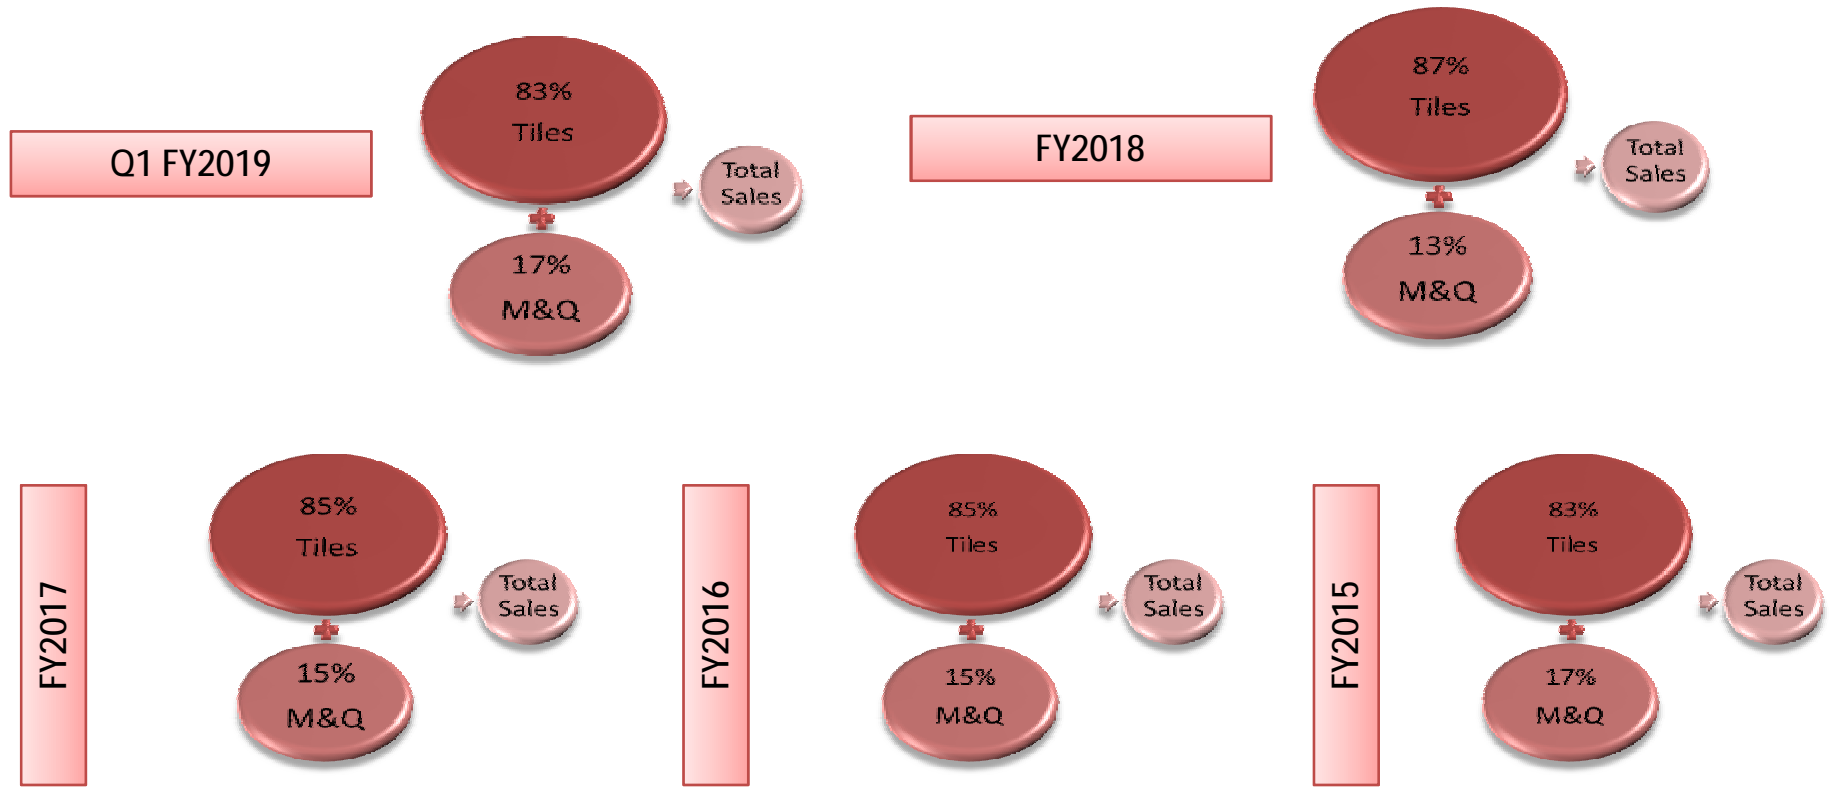 Q1 FY2019
83%
Tiles
17%
M&Q
Total
Sales
FY2018
87%
Tiles
13%
M&Q
Total
Sales
FY2017
85%
Tiles
15%
M&Q
Total
Sales
FY2016
85%
Tiles
15%
M&Q
Total
Sales
FY2015
83%
Tiles
17%
M&Q
Total
Sales